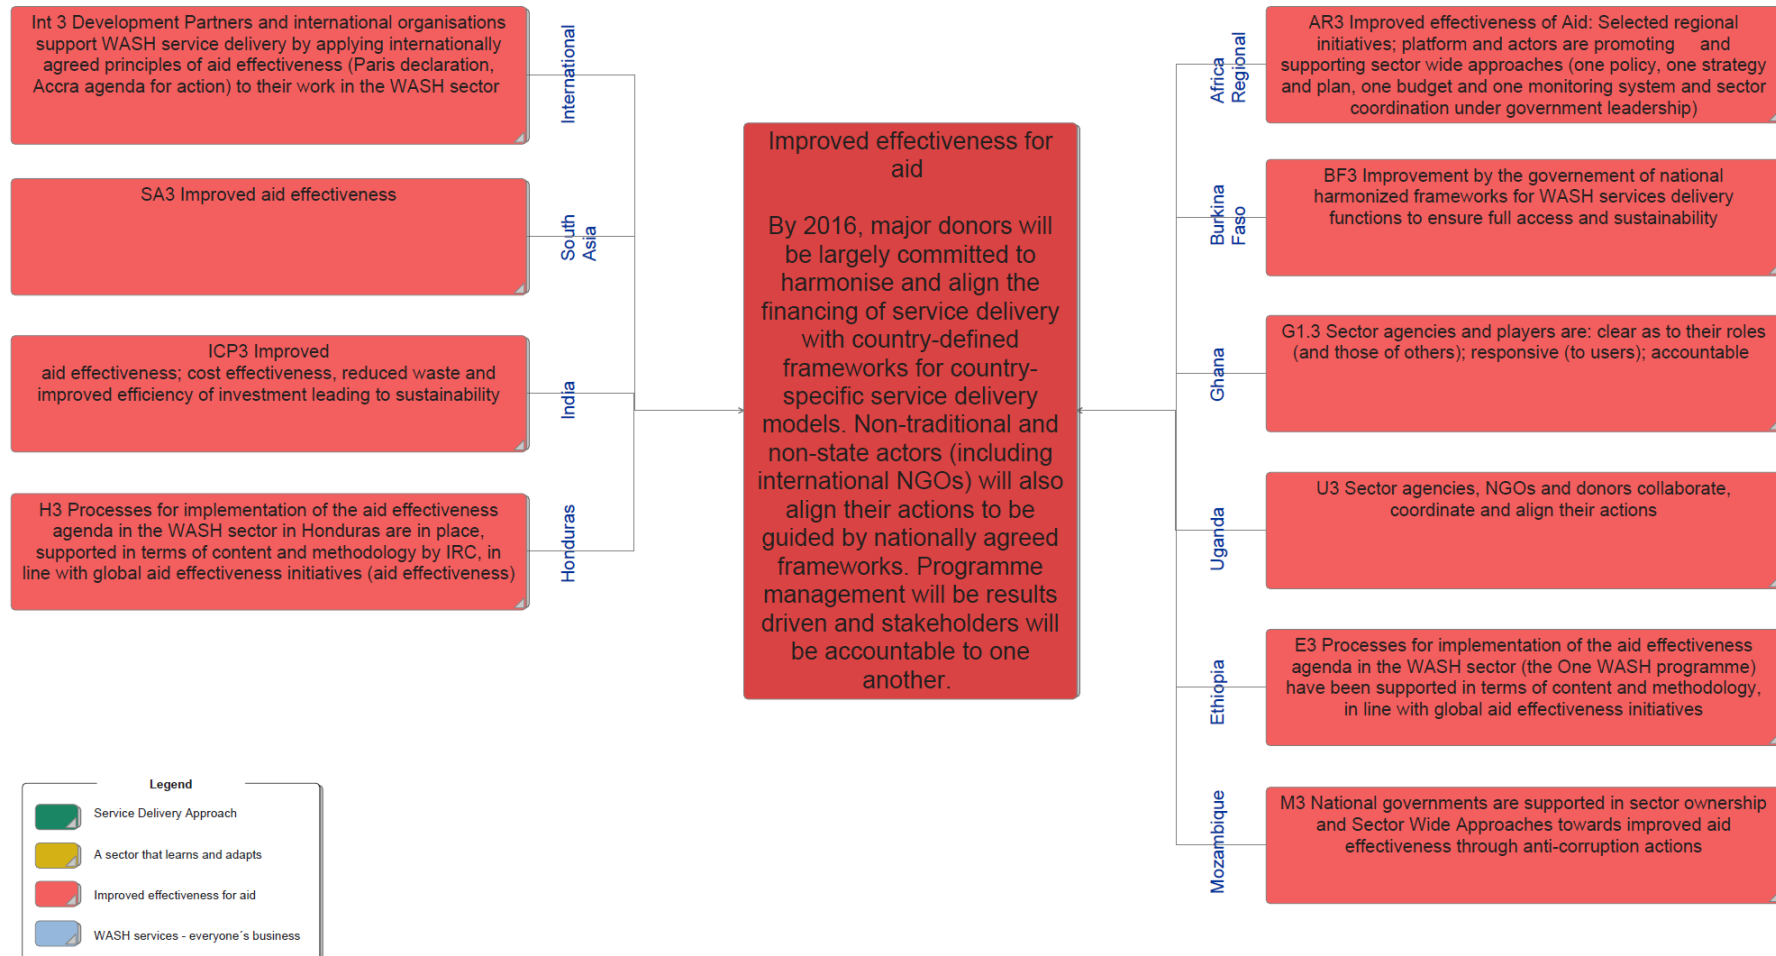 Int 3 Development Partners and international organisations
support WASH service delivery by applying internationally
agreed principles of aid effectiveness (Paris declaration,
Accra agenda for action) to their work in the WASH sector
International
SA3 Improved aid effectiveness
South
Asia
ICP3 Improved
aid effectiveness; cost effectiveness, reduced waste and
improved efficiency of investment leading to sustainability
India
H3 Processes for implementation of the aid effectiveness
agenda in the WASH sector in Honduras are in place,
supported in terms of content and methodology by IRC, in
line with global aid effectiveness initiatives (aid effectiveness)
Honduras
Improved effectiveness for
aid
By 2016, major donors will
be largely committed to
harmonise and align the
financing of service delivery
with country-defined
frameworks for country-
specific service delivery
models. Non-traditional and
non-state actors (including
international NGOs) will also
align their actions to be
guided by nationally agreed
frameworks. Programme
management will be results
driven and stakeholders will
be accountable to one
another.
Africa
Regional
AR3 Improved effectiveness of Aid: Selected regional
initiatives; platform and actors are promoting and
supporting sector wide approaches (one policy, one strategy
and plan, one budget and one monitoring system and sector
coordination under government leadership)
Burkina
Faso
BF3 Improvement by the governement of national
harmonized frameworks for WASH services delivery
functions to ensure full access and sustainability
Ghana
G1.3 Sector agencies and players are: clear as to their roles
(and those of others); responsive (to users); accountable
Uganda
U3 Sector agencies, NGOs and donors collaborate,
coordinate and align their actions
Ethiopia
E3 Processes for implementation of the aid effectiveness
agenda in the WASH sector (the One WASH programme)
have been supported in terms of content and methodology,
in line with global aid effectiveness initiatives
Mozambique
M3 National governments are supported in sector ownership
and Sector Wide Approaches towards improved aid
effectiveness through anti-corruption actions
Legend
Service Delivery Approach
A sector that learns and adapts
Improved effectiveness for aid
WASH services - everyone´s business